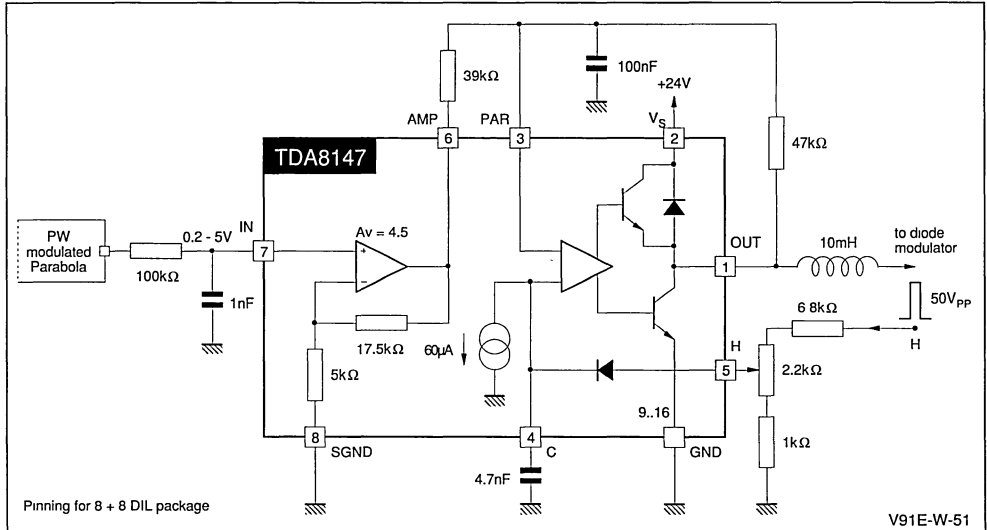 39kΩ
100nF
+24V
AMP
PAR
V_S
6
3
2
47kΩ
TDA8147
PW
modulated
Parabola
0.2 - 5V
IN
7
Av = 4.5
+
−
OUT
1
10mH
to diode
modulator
100kΩ
1nF
17.5kΩ
60μA
6 8kΩ
50V_PP
H
H
5
2.2kΩ
5kΩ
9..16
1kΩ
8
SGND
4
C
GND
4.7nF
Pinning for 8 + 8 DIL package
V91E-W-51